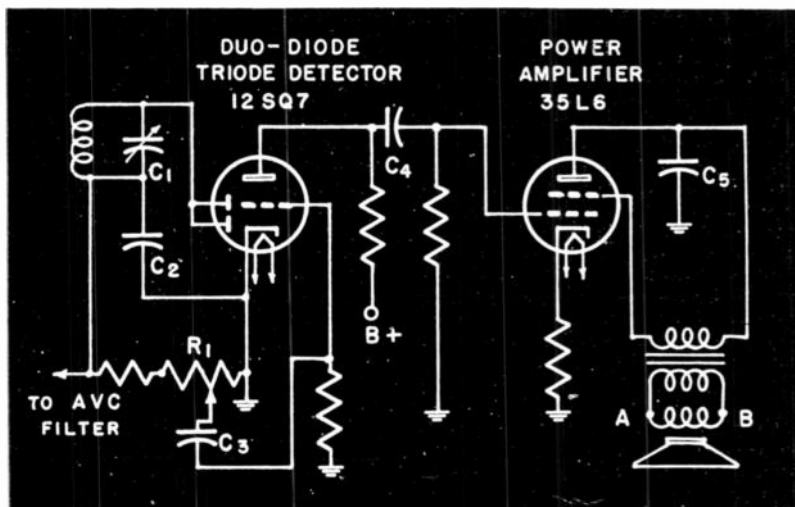 DUO-DIODE
TRIODE DETECTOR
12SQ7
POWER
AMPLIFIER
35L6
C1
C4
C5
C2
B+
R1
TO AVC
FILTER
C3
A
B